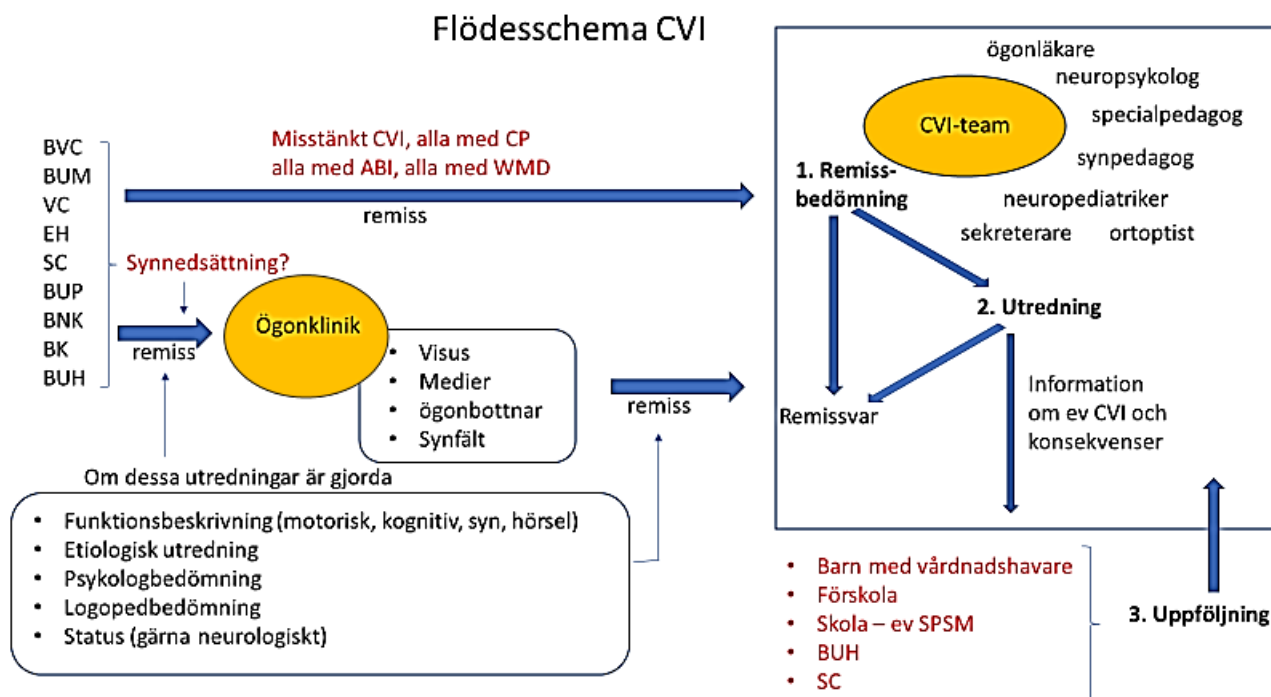 Flödesschema CVI
BVC
BUM
VC
EH
SC
BUP
BNK
BK
BUH
Misstänkt CVI, alla med CP
alla med ABI, alla med WMD
remiss
Synnedsättning?
remiss
Ögonklinik
• Visus
• Medier
• ögonbottnar
• Synfält
remiss
Om dessa utredningar är gjorda
• Funktionsbeskrivning (motorisk, kognitiv, syn, hörsel)
• Etiologisk utredning
• Psykologbedömning
• Logopedbedömning
• Status (gärna neurologiskt)
ögonläkare
neuropsykolog
specialpedagog
synpedagog
neuropediatriker
sekreterare ortoptist
CVI-team
1. Remiss-
bedömning
2. Utredning
Remissvar
Information
om ev CVI och
konsekvenser
• Barn med vårdnadshavare
• Förskola
• Skola – ev SPSM
• BUH
• SC
3. Uppföljning